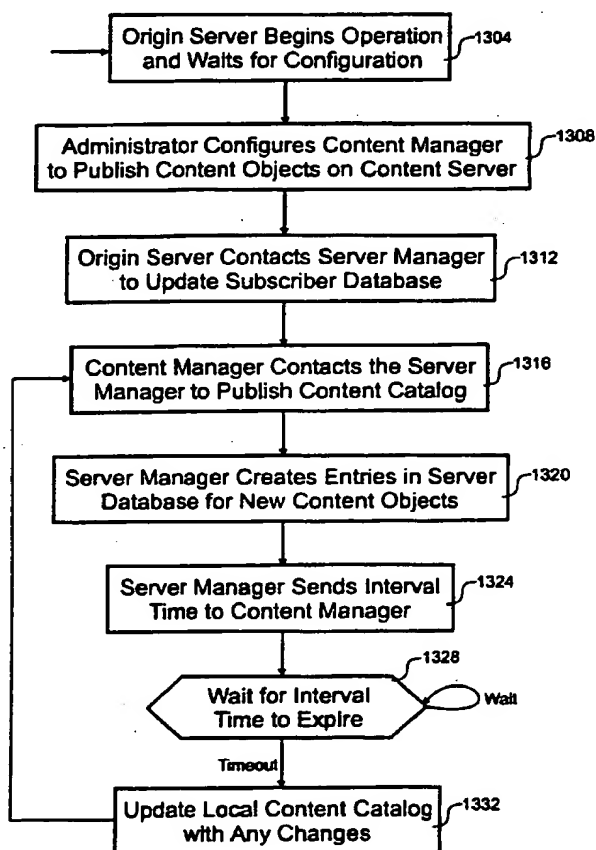 Origin Server Begins Operation
and Waits for Configuration
1304
Administrator Configures Content Manager
to Publish Content Objects on Content Server
1308
Origin Server Contacts Server Manager
to Update Subscriber Database
1312
Content Manager Contacts the Server
Manager to Publish Content Catalog
1316
Server Manager Creates Entries in Server
Database for New Content Objects
1320
Server Manager Sends Interval
Time to Content Manager
1324
1328
Wait for Interval
Time to Expire
Wait
Timeout
Update Local Content Catalog
with Any Changes
1332